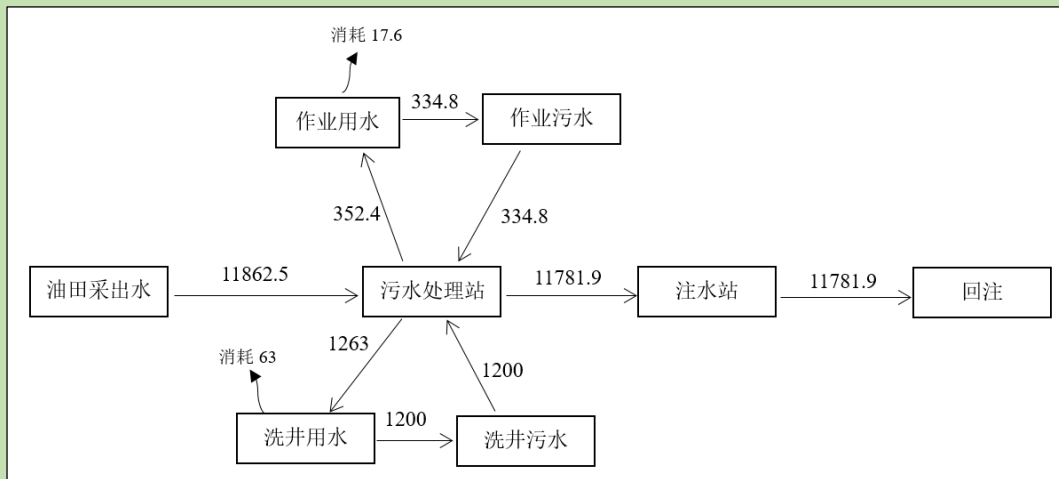 消耗 17.6
作业用水
334.8
作业污水
352.4
334.8
油田采出水
11862.5
污水处理站
11781.9
注水站
11781.9
回注
1263
1200
消耗 63
洗井用水
1200
洗井污水